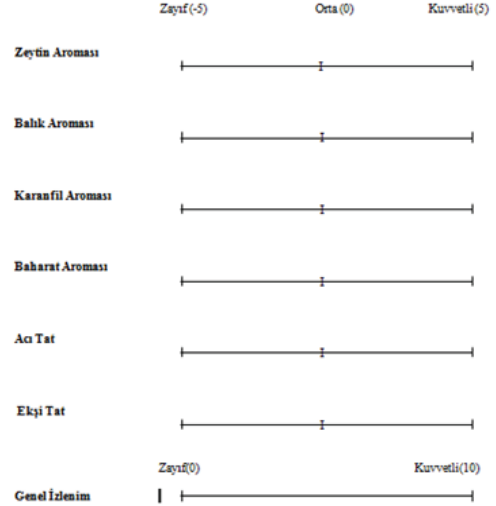 Zayıf (-5) Orta (0) Kuvvetli (5)
Zeytin Aroması
Balık Aroması
Karanfil Aroması
Baharat Aroması
Acı Tat
Ekşi Tat
Zayıf(0) Kuvvetli(10)
Genel İzlenim